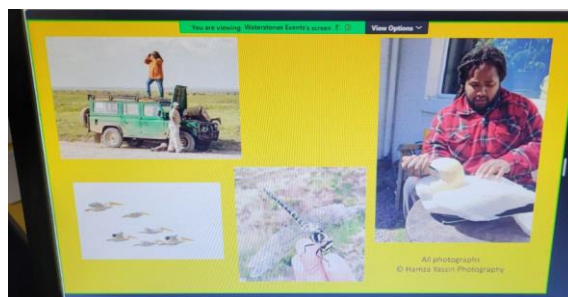 You are viewing Waterstones Events's screen View Options
All photographs
© Hamza Yassin Photography